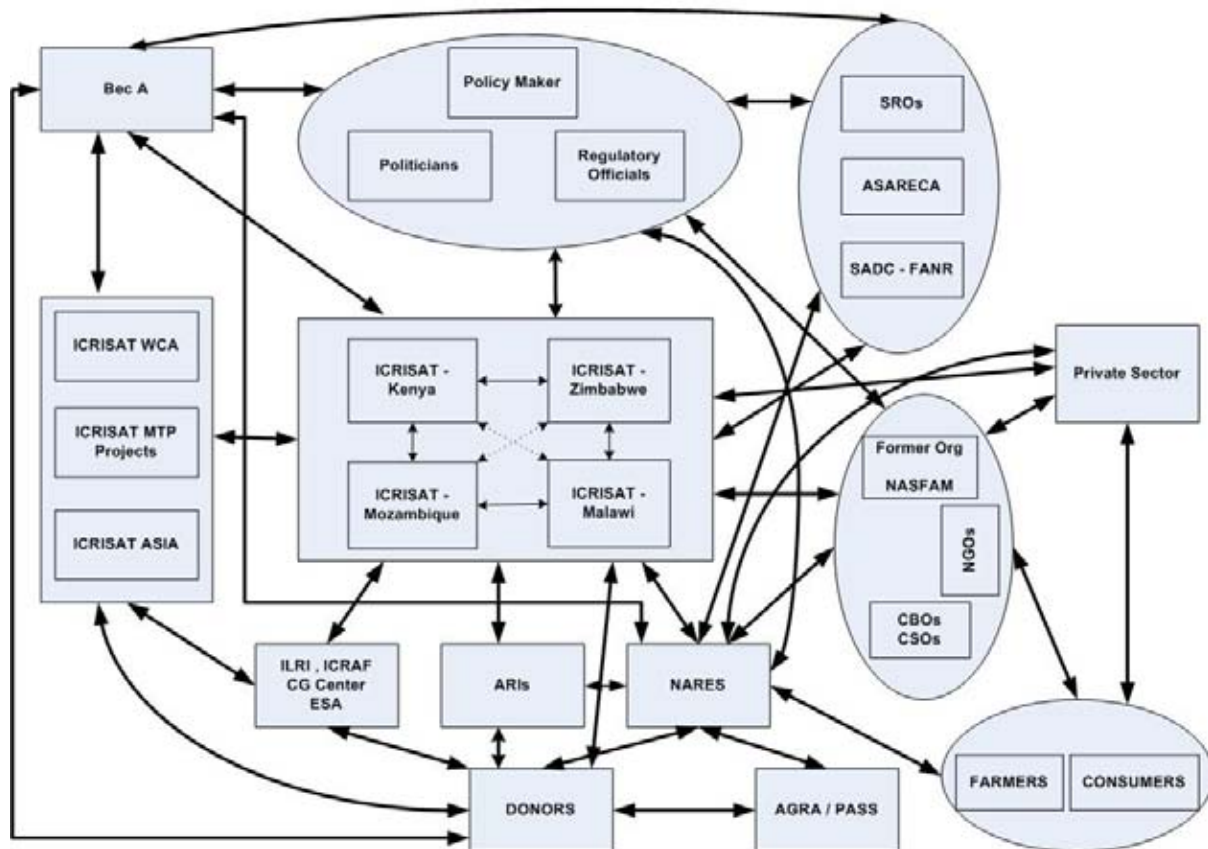 Bec A
Policy Maker
Politicians
Regulatory
Officials
SROs
ASARECA
SADC - FANR
ICRISAT WCA
ICRISAT MTP
Projects
ICRISAT ASIA
ICRISAT -
Kenya
ICRISAT -
Zimbabwe
ICRISAT -
Mozambique
ICRISAT -
Malawi
Private Sector
Former Org
NASFAM
NGOs
CBOs
CSOs
ILRI , ICRAF
CG Center
ESA
ARIs
NARES
DONORS
AGRA / PASS
FARMERS
CONSUMERS